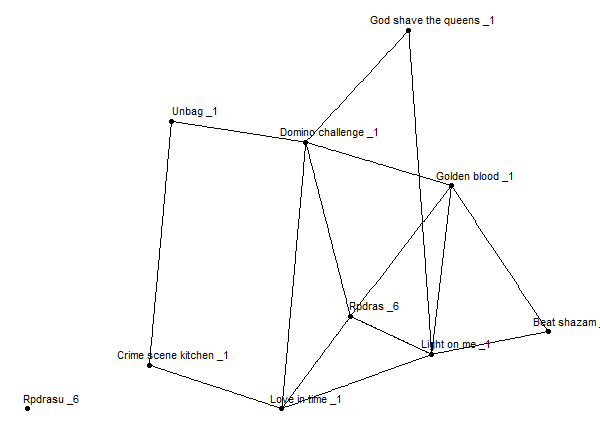 God shave the queens _1
Unbag _1
Domino challenge _1
Golden blood _1
Rpdras _6
Beat shazam _
Light on me _1
Crime scene kitchen _1
Rpdrasu _6
Love in time _1